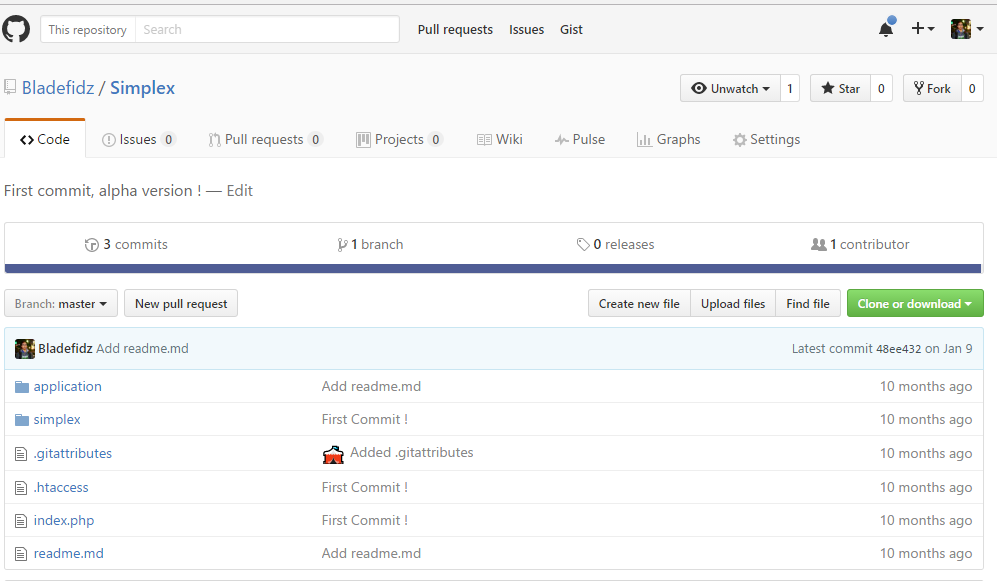 This repository Search Pull requests Issues Gist
Bladefidz / Simplex Unwatch 1 Star 0 Fork 0
Code Issues 0 Pull requests 0 Projects 0 Wiki Pulse Graphs Settings
First commit, alpha version ! — Edit
3 commits 1 branch 0 releases 1 contributor
Branch: master New pull request Create new file Upload files Find file Clone or download
Bladefidz Add readme.md Latest commit 48ee432 on Jan 9
application Add readme.md 10 months ago
simplex First Commit ! 10 months ago
.gitattributes Added .gitattributes 10 months ago
.htaccess First Commit ! 10 months ago
index.php First Commit ! 10 months ago
readme.md Add readme.md 10 months ago